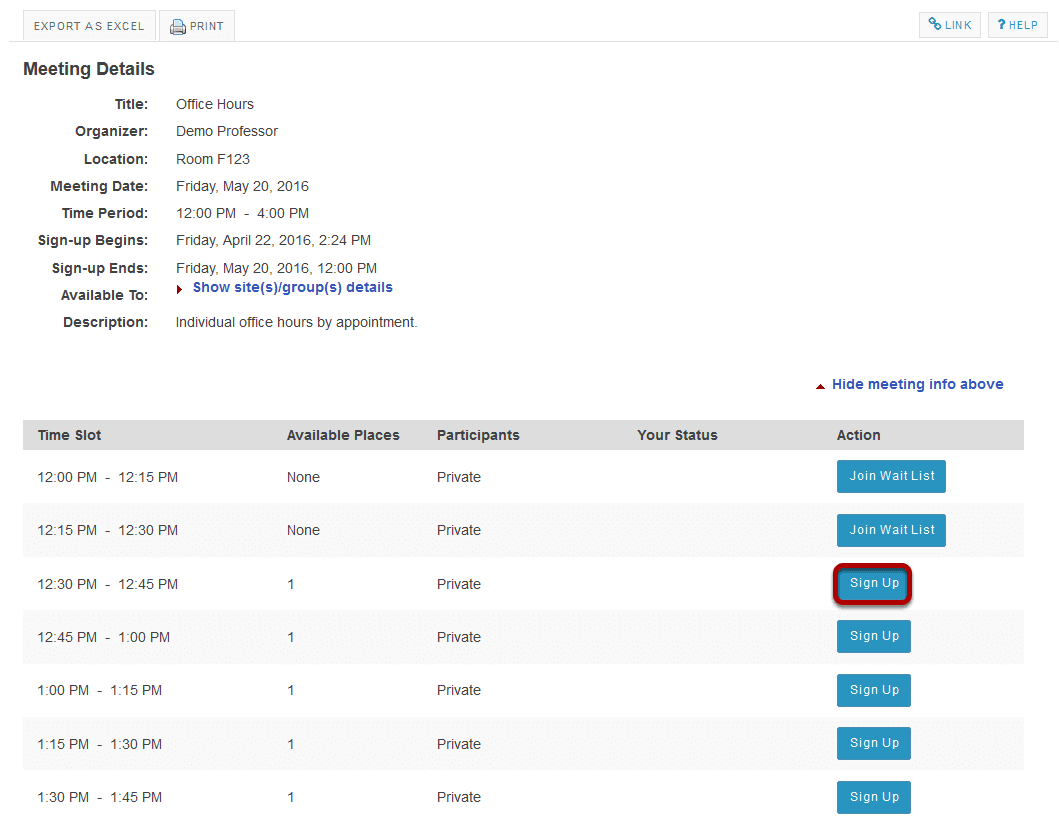 EXPORT AS EXCEL PRINT LINK ? HELP
Meeting Details
Title: Office Hours
Organizer: Demo Professor
Location: Room F123
Meeting Date: Friday, May 20, 2016
Time Period: 12:00 PM - 4:00 PM
Sign-up Begins: Friday, April 22, 2016, 2:24 PM
Sign-up Ends: Friday, May 20, 2016, 12:00 PM
Available To: Show site(s)/group(s) details
Description: Individual office hours by appointment.
Hide meeting info above
Time Slot Available Places Participants Your Status Action
12:00 PM - 12:15 PM None Private Join Wait List
12:15 PM - 12:30 PM None Private Join Wait List
12:30 PM - 12:45 PM 1 Private Sign Up
12:45 PM - 1:00 PM 1 Private Sign Up
1:00 PM - 1:15 PM 1 Private Sign Up
1:15 PM - 1:30 PM 1 Private Sign Up
1:30 PM - 1:45 PM 1 Private Sign Up